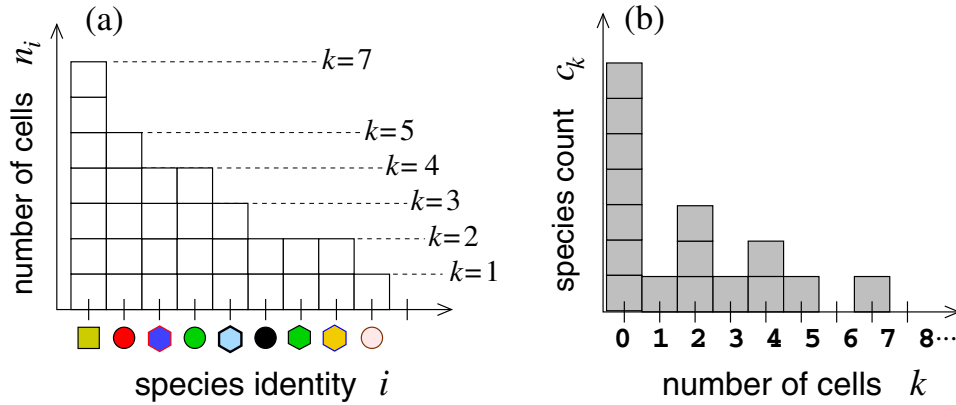 (a)
number of cells n_i
k=7
k=5
k=4
k=3
k=2
k=1
species identity i
(b)
species count c_k
0 1 2 3 4 5 6 7 8...
number of cells k